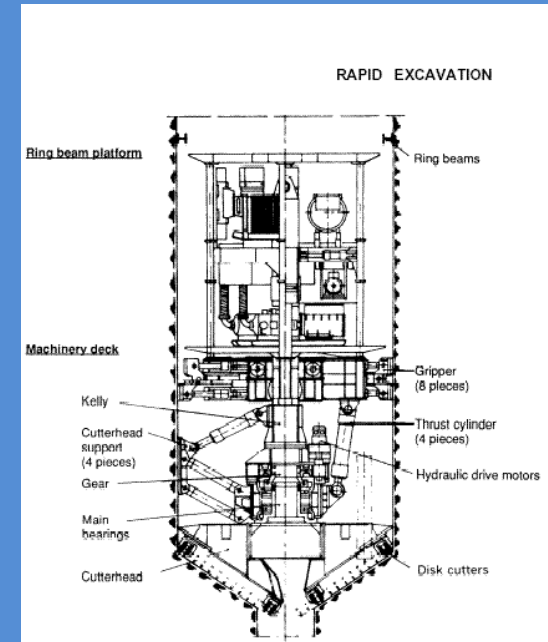 RAPID EXCAVATION
Ring beam platform
Ring beams
Machinery deck
Gripper
(8 pieces)
Kelly
Thrust cylinder
(4 pieces)
Cutterhead
support
(4 pieces)
Hydraulic drive motors
Gear
Main
bearings
Cutterhead
Disk cutters